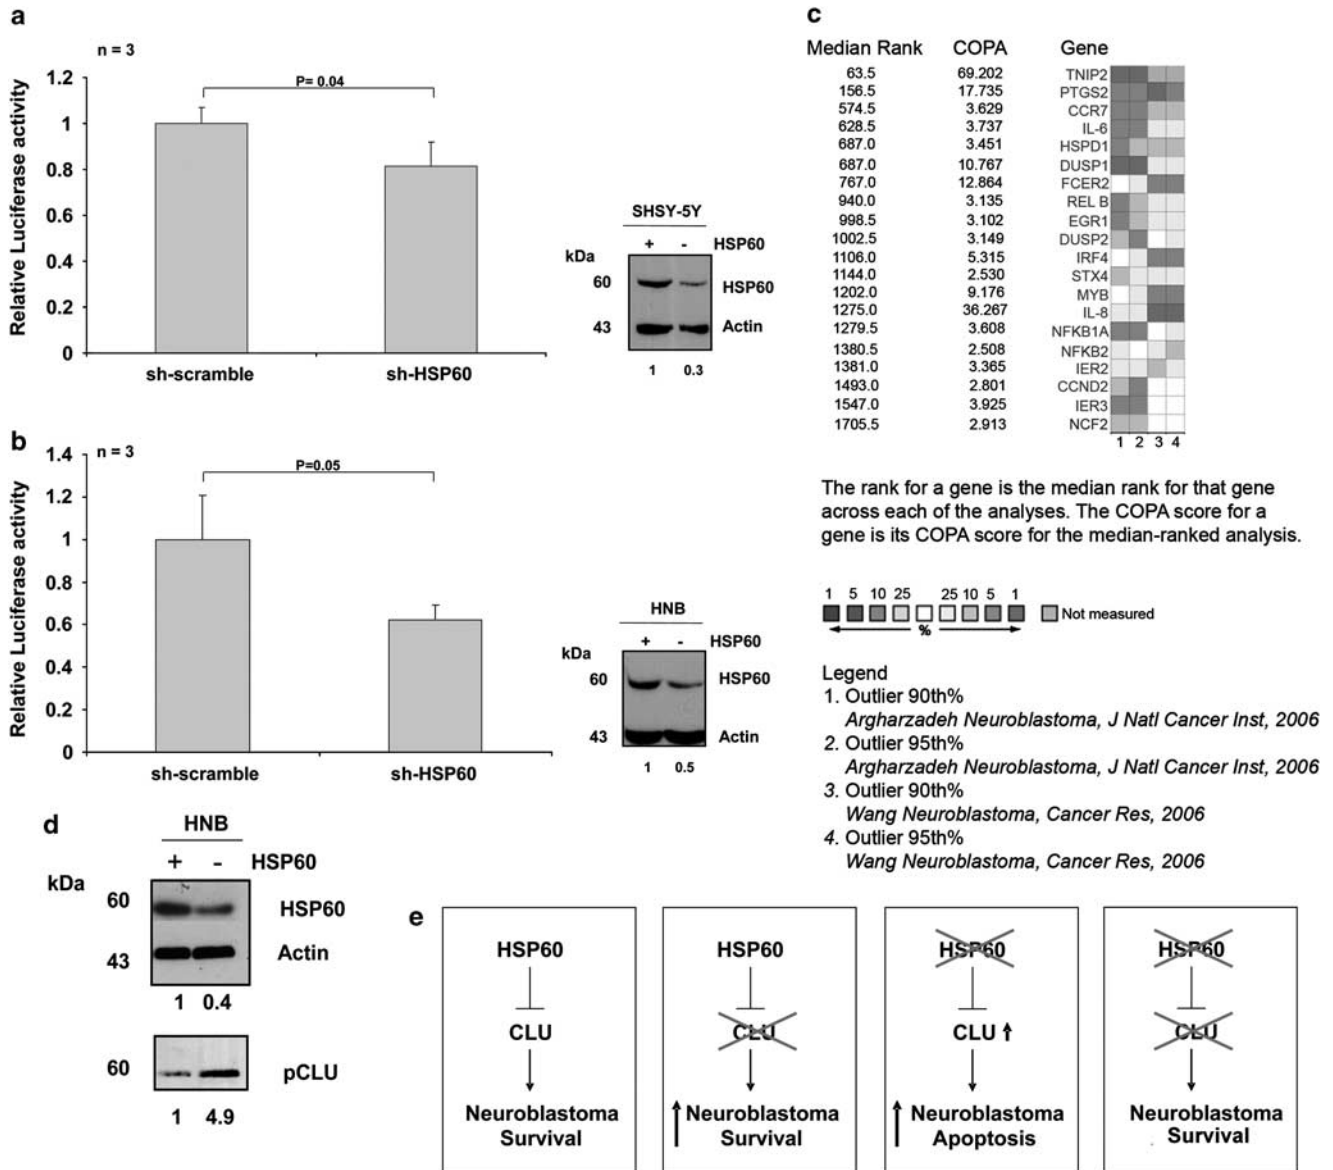 a
n = 3
P= 0.04
Relative Luciferase activity
1.2
1
0.8
0.6
0.4
0.2
0
sh-scramble
sh-HSP60
SHSY-5Y
+ - HSP60
kDa
60 HSP60
43 Actin
1 0.3
b
n = 3
P=0.05
Relative Luciferase activity
1.4
1.2
1
0.8
0.6
0.4
0.2
0
sh-scramble
sh-HSP60
HNB
+ - HSP60
kDa
60 HSP60
43 Actin
1 0.5
c
Median Rank COPA Gene
63.5 69.202 TNIP2
156.5 17.735 PTGS2
574.5 3.629 CCR7
628.5 3.737 IL-6
687.0 3.451 HSPD1
687.0 10.767 DUSP1
767.0 12.864 FCER2
940.0 3.135 REL B
998.5 3.102 EGR1
1002.5 3.149 DUSP2
1106.0 5.315 IRF4
1144.0 2.530 STX4
1202.0 9.176 MYB
1275.0 36.267 IL-8
1279.5 3.608 NFKB1A
1380.5 2.508 NFKB2
1381.0 3.365 IER2
1493.0 2.801 CCND2
1547.0 3.925 IER3
1705.5 2.913 NCF2
1 2 3 4
The rank for a gene is the median rank for that gene
across each of the analyses. The COPA score for a
gene is its COPA score for the median-ranked analysis.
1 5 10 25 25 10 5 1
Not measured
%
Legend
1. Outlier 90th%
Argharzadeh Neuroblastoma, J Natl Cancer Inst, 2006
2. Outlier 95th%
Argharzadeh Neuroblastoma, J Natl Cancer Inst, 2006
3. Outlier 90th%
Wang Neuroblastoma, Cancer Res, 2006
4. Outlier 95th%
Wang Neuroblastoma, Cancer Res, 2006
d
HNB
+ - HSP60
kDa
60 HSP60
43 Actin
1 0.4
60 pCLU
1 4.9
e
HSP60
CLU
Neuroblastoma
Survival
HSP60
CLU
Neuroblastoma
Survival
HSP60
CLU
Neuroblastoma
Apoptosis
HSP60
CLU
Neuroblastoma
Survival